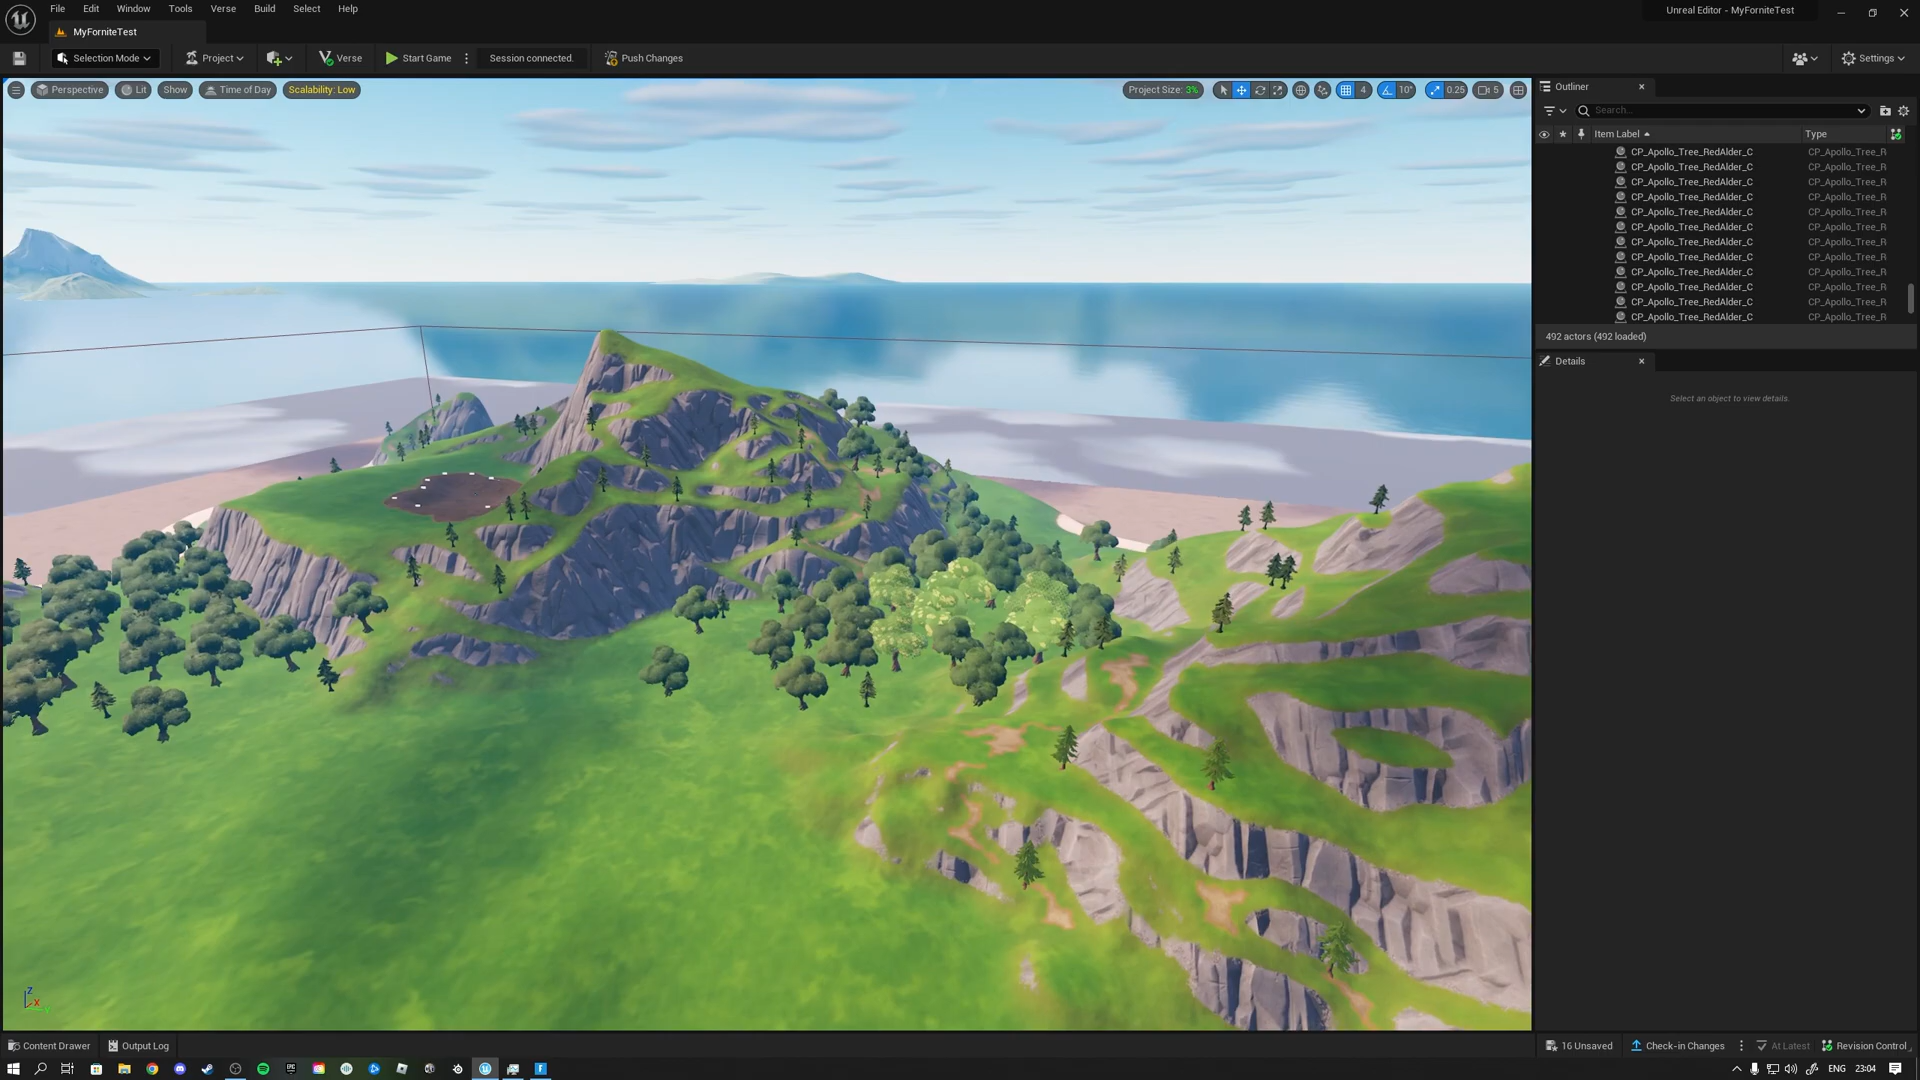 File Edit Window Tools Verse Build Select Help
Unreal Editor - MyForniteTest
MyForniteTest
Selection Mode Project Verse Start Game Session connected. Push Changes Settings
Perspective Lit Show Time of Day Scalability: Low Project Size: 3% 4 10° 0.25 5
Outliner
Search...
Item Label Type
CP_Apollo_Tree_RedAlder_C CP_Apollo_Tree_R
CP_Apollo_Tree_RedAlder_C CP_Apollo_Tree_R
CP_Apollo_Tree_RedAlder_C CP_Apollo_Tree_R
CP_Apollo_Tree_RedAlder_C CP_Apollo_Tree_R
CP_Apollo_Tree_RedAlder_C CP_Apollo_Tree_R
CP_Apollo_Tree_RedAlder_C CP_Apollo_Tree_R
CP_Apollo_Tree_RedAlder_C CP_Apollo_Tree_R
CP_Apollo_Tree_RedAlder_C CP_Apollo_Tree_R
CP_Apollo_Tree_RedAlder_C CP_Apollo_Tree_R
CP_Apollo_Tree_RedAlder_C CP_Apollo_Tree_R
CP_Apollo_Tree_RedAlder_C CP_Apollo_Tree_R
CP_Apollo_Tree_RedAlder_C CP_Apollo_Tree_R
492 actors (492 loaded)
Details
Select an object to view details.
Z
X
Content Drawer Output Log 16 Unsaved Check-in Changes At Latest Revision Control
ENG 23:04